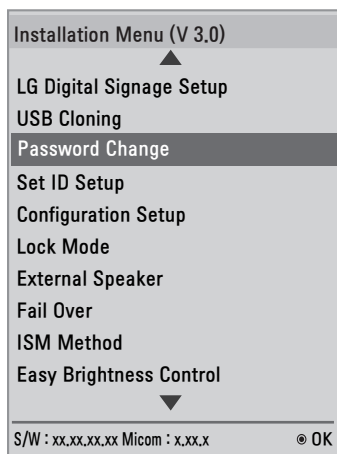 Installation Menu (V 3.0)
LG Digital Signage Setup
USB Cloning
Password Change
Set ID Setup
Configuration Setup
Lock Mode
External Speaker
Fail Over
ISM Method
Easy Brightness Control
S/W : xx.xx.xx.xx Micom : x.xx.x ◉ OK